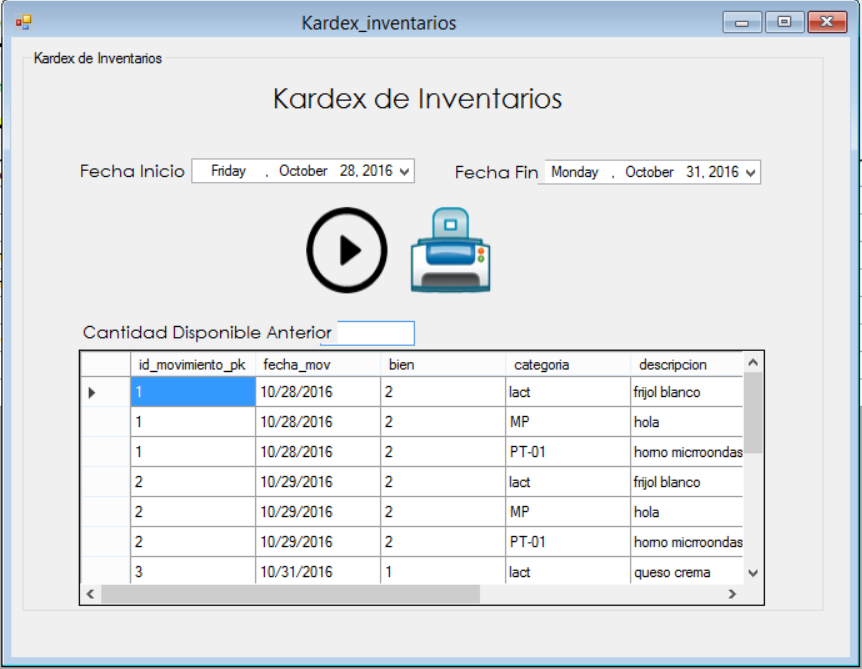 Kardex_inventarios
Kardex de Inventarios
Kardex de Inventarios
Fecha Inicio Friday , October 28, 2016 Fecha Fin Monday , October 31, 2016
Cantidad Disponible Anterior
id_movimiento_pk fecha_mov bien categoria descripcion
1 10/28/2016 2 lact frijol blanco
1 10/28/2016 2 MP hola
1 10/28/2016 2 PT-01 horno micrroondas
2 10/29/2016 2 lact frijol blanco
2 10/29/2016 2 MP hola
2 10/29/2016 2 PT-01 horno micrroondas
3 10/31/2016 1 lact queso crema